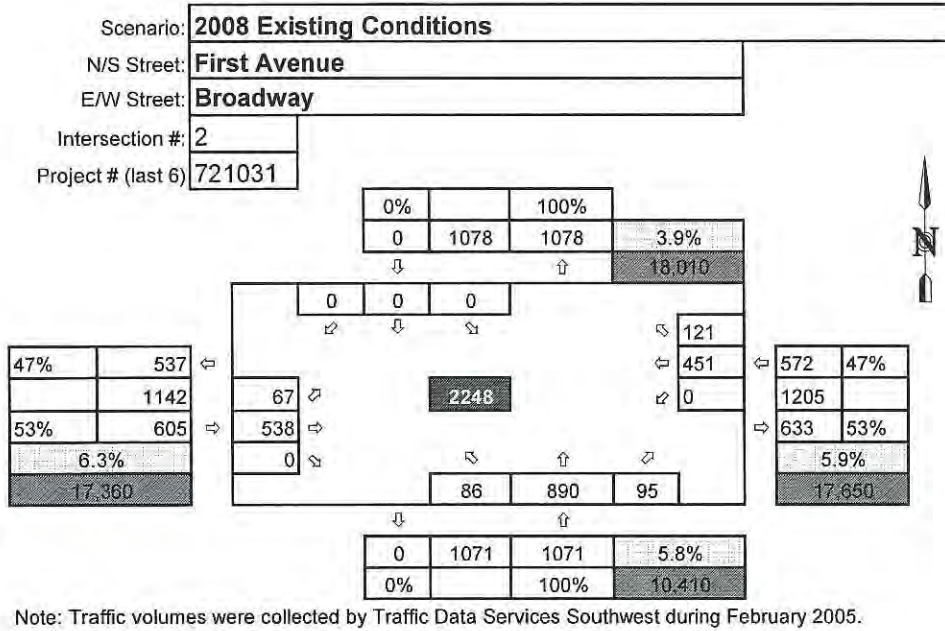 Scenario: 2008 Existing Conditions
N/S Street: First Avenue
E/W Street: Broadway
Intersection #: 2
Project # (last 6) 721031
0% 100%
0 1078 1078 3.9%
⇩ ⇧ 18,010
N
0 0 0
⬃ ⇩ ⬂
⬁ 121
47% 537 ⇦ ⇦ 451 ⇦ 572 47%
1142 67 ⬀ 2248 ⬃ 0 1205
53% 605 ⇨ 538 ⇨ ⇨ 633 53%
6.3% 0 ⬂ ⬁ ⇧ ⬀ 5.9%
17,360 86 890 95 17,650
⇩ ⇧
0 1071 1071 5.8%
0% 100% 10,410
Note: Traffic volumes were collected by Traffic Data Services Southwest during February 2005.